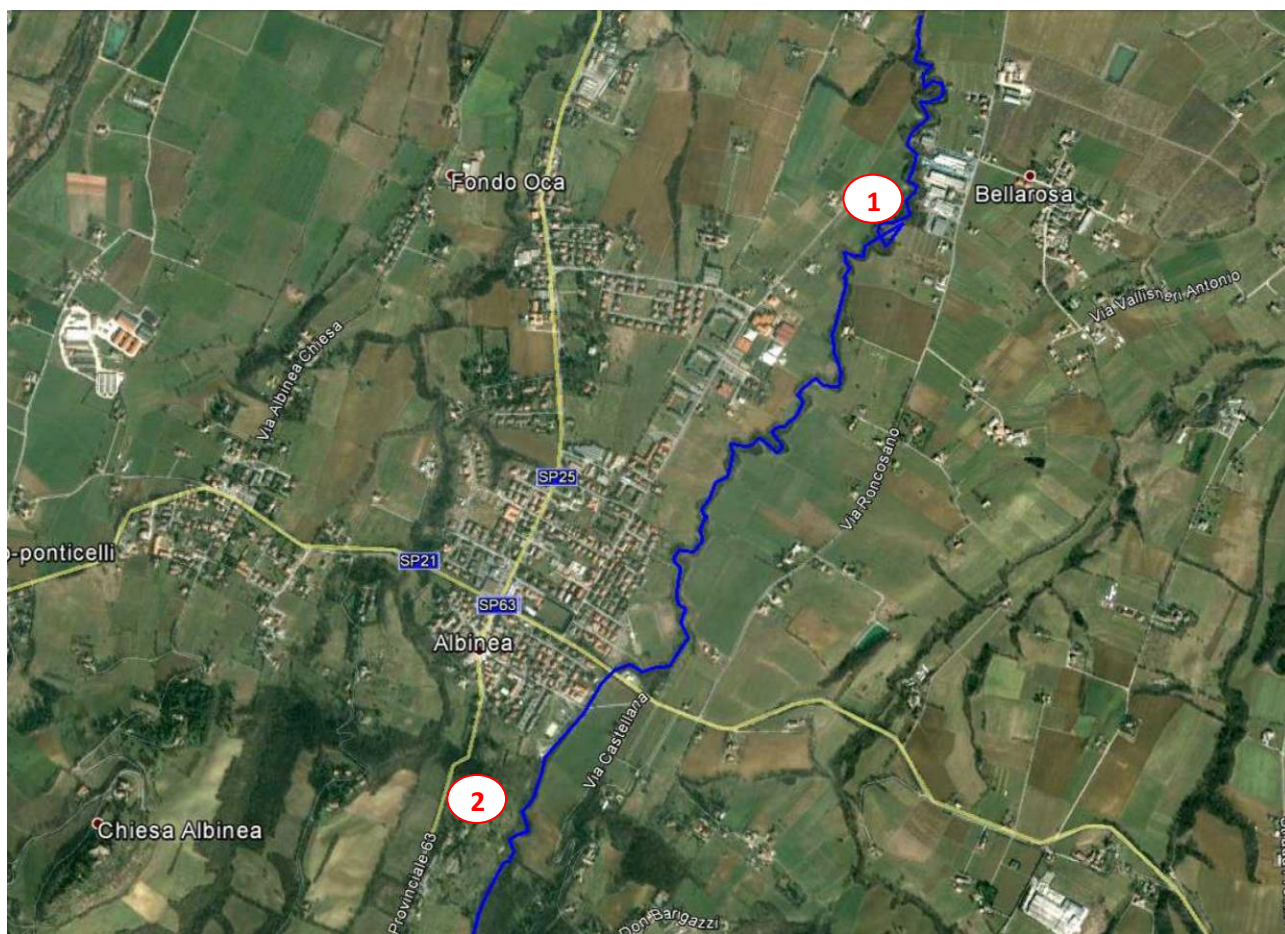 1
Fondo Oca
Bellarosa
Via Vallisneri Antonio
Via Albinea Chiesa
Via Roncosano
SP25
o-ponticelli
SP21
SP63
Albinea
Via Castellana
2
Chiesa Albinea
Provinciale 63
Don Barigazzi